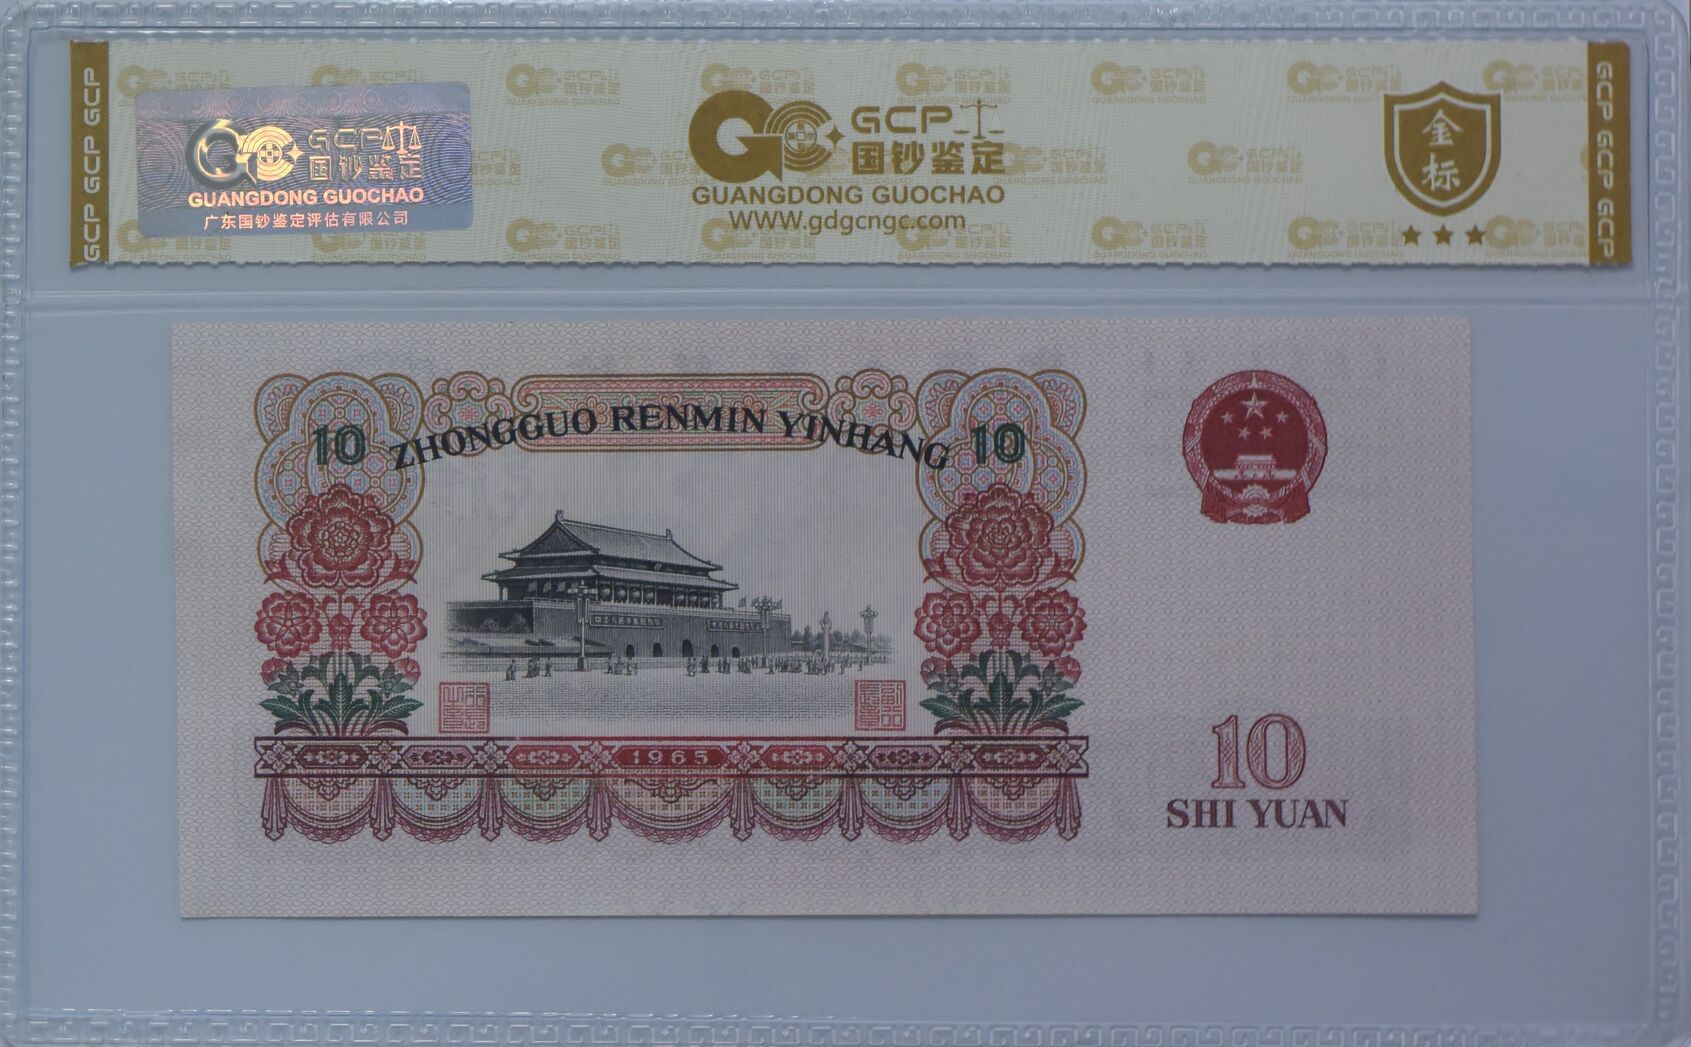 GCP GCP GCP
GCP 国钞鉴定
GUANGDONG GUOCHAO
广东国钞鉴定评估有限公司
GCP
国钞鉴定
GUANGDONG GUOCHAO
WWW.gdgcngc.com
金标
GCP GCP GCP
10 ZHONGGUO RENMIN YINHANG 10
1965
10
SHI YUAN